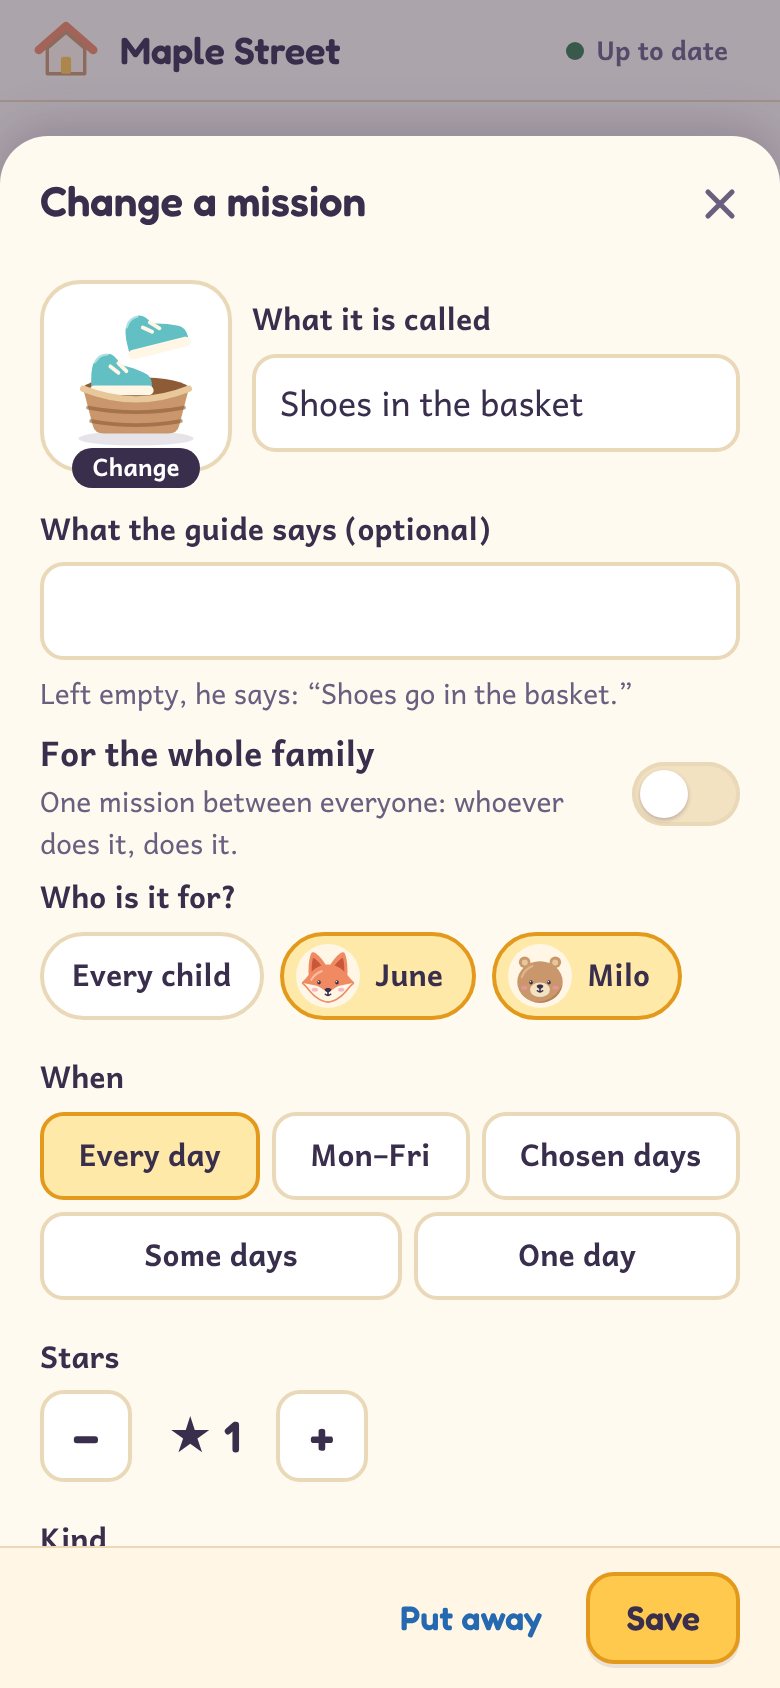 Maple Street
Up to date
Change a mission
Change
What it is called
Shoes in the basket
What the guide says (optional)
Left empty, he says: “Shoes go in the basket.”
For the whole family
One mission between everyone: whoever
does it, does it.
Who is it for?
Every child
June
Milo
When
Every day
Mon–Fri
Chosen days
Some days
One day
Stars
−
★ 1
+
Kind
Put away
Save